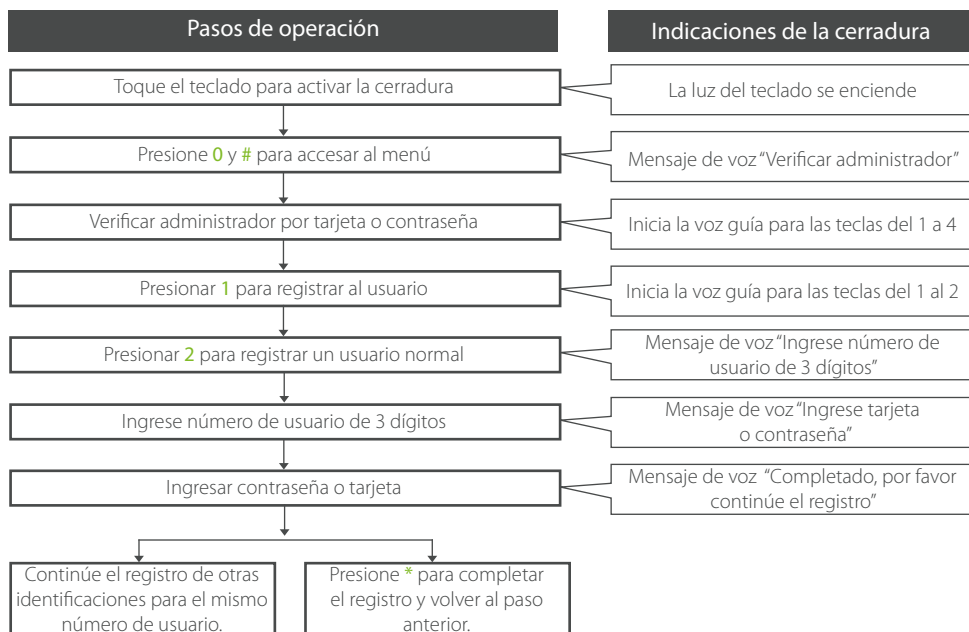 Pasos de operación
Indicaciones de la cerradura
Toque el teclado para activar la cerradura
La luz del teclado se enciende
Presione 0 y # para accesar al menú
Mensaje de voz “Verificar administrador”
Verificar administrador por tarjeta o contraseña
Inicia la voz guía para las teclas del 1 a 4
Presionar 1 para registrar al usuario
Inicia la voz guía para las teclas del 1 al 2
Presionar 2 para registrar un usuario normal
Mensaje de voz “Ingrese número de
usuario de 3 dígitos”
Ingrese número de usuario de 3 dígitos
Mensaje de voz “Ingrese tarjeta
o contraseña”
Ingresar contraseña o tarjeta
Mensaje de voz “Completado, por favor
continúe el registro”
Continúe el registro de otras
identificaciones para el mismo
número de usuario.
Presione * para completar
el registro y volver al paso
anterior.